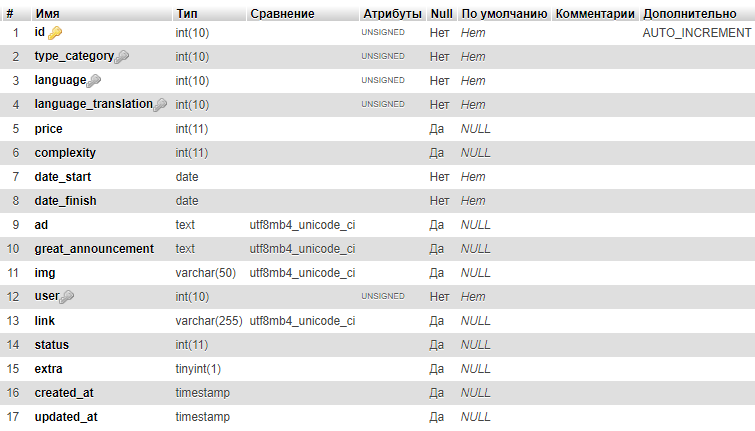 # Имя Тип Сравнение Атрибуты Null По умолчанию Комментарии Дополнительно
1 id int(10) UNSIGNED Нет Нет AUTO_INCREMENT
2 type_category int(10) UNSIGNED Нет Нет
3 language int(10) UNSIGNED Нет Нет
4 language_translation int(10) UNSIGNED Нет Нет
5 price int(11) Да NULL
6 complexity int(11) Да NULL
7 date_start date Нет Нет
8 date_finish date Нет Нет
9 ad text utf8mb4_unicode_ci Да NULL
10 great_announcement text utf8mb4_unicode_ci Да NULL
11 img varchar(50) utf8mb4_unicode_ci Да NULL
12 user int(10) UNSIGNED Нет Нет
13 link varchar(255) utf8mb4_unicode_ci Да NULL
14 status int(11) Да NULL
15 extra tinyint(1) Да NULL
16 created_at timestamp Да NULL
17 updated_at timestamp Да NULL